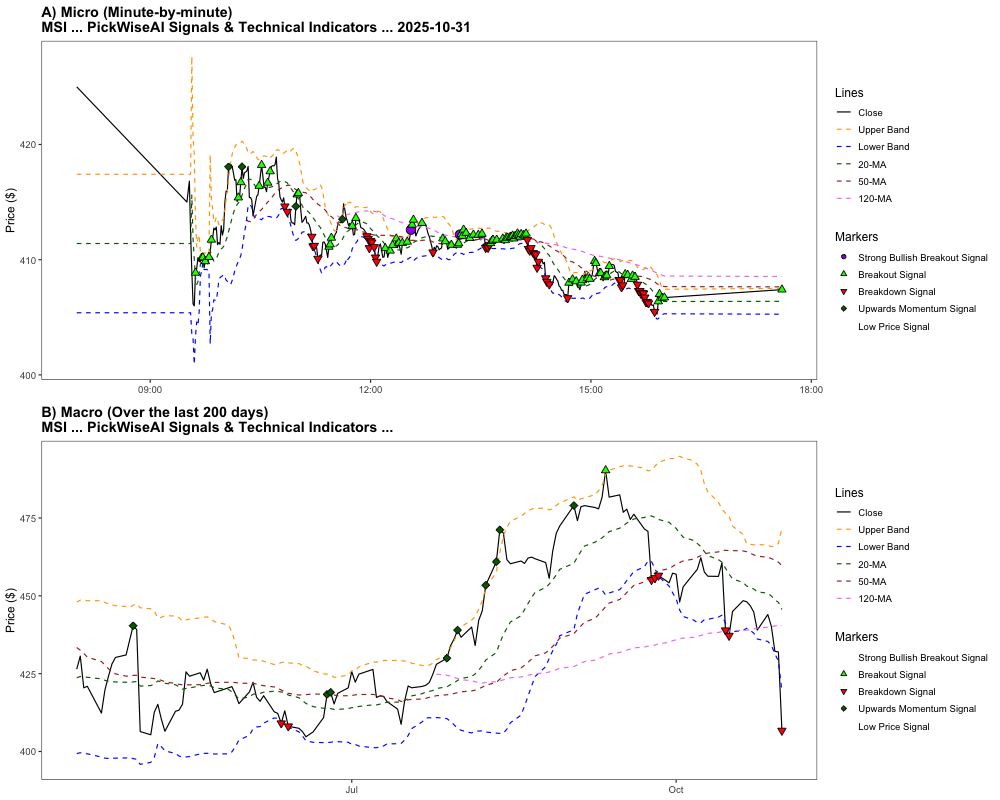 A) Micro (Minute-by-minute)
MSI ... PickWiseAI Signals & Technical Indicators ... 2025-10-31
Price ($)
420
410
400
09:00
12:00
15:00
18:00
Lines
Close
Upper Band
Lower Band
20-MA
50-MA
120-MA
Markers
Strong Bullish Breakout Signal
Breakout Signal
Breakdown Signal
Upwards Momentum Signal
Low Price Signal
B) Macro (Over the last 200 days)
MSI ... PickWiseAI Signals & Technical Indicators ...
Price ($)
475
450
425
400
Jul
Oct
Lines
Close
Upper Band
Lower Band
20-MA
50-MA
120-MA
Markers
Strong Bullish Breakout Signal
Breakout Signal
Breakdown Signal
Upwards Momentum Signal
Low Price Signal